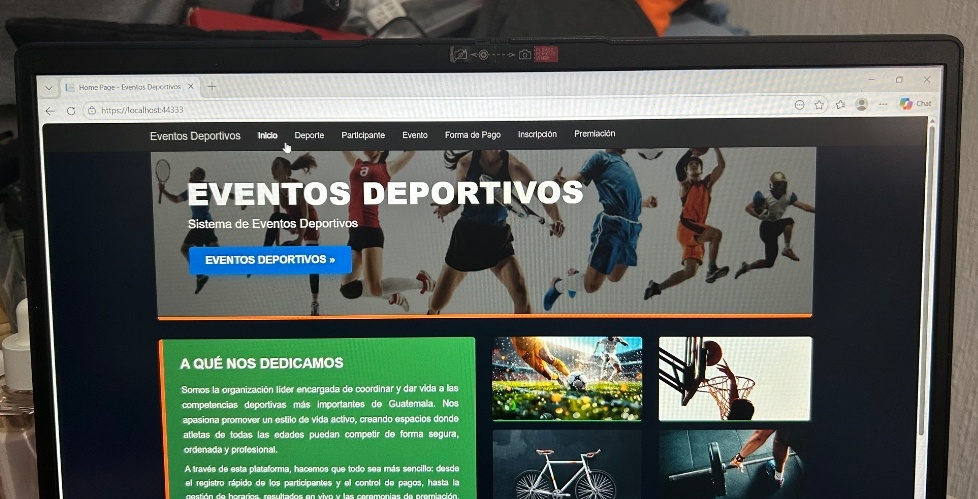 Home Page - Eventos Deportivos
https://localhost:44333
Chat
Eventos Deportivos Inicio Deporte Participante Evento Forma de Pago Inscripción Premiación
EVENTOS DEPORTIVOS
Sistema de Eventos Deportivos
EVENTOS DEPORTIVOS »
A QUÉ NOS DEDICAMOS
Somos la organización líder encargada de coordinar y dar vida a las
competencias deportivas más importantes de Guatemala. Nos
apasiona promover un estilo de vida activo, creando espacios donde
atletas de todas las edades puedan competir de forma segura,
ordenada y profesional.
A través de esta plataforma, hacemos que todo sea más sencillo: desde
el registro rápido de los participantes y el control de pagos, hasta la
gestión de horarios, resultados en vivo y las ceremonias de premiación.